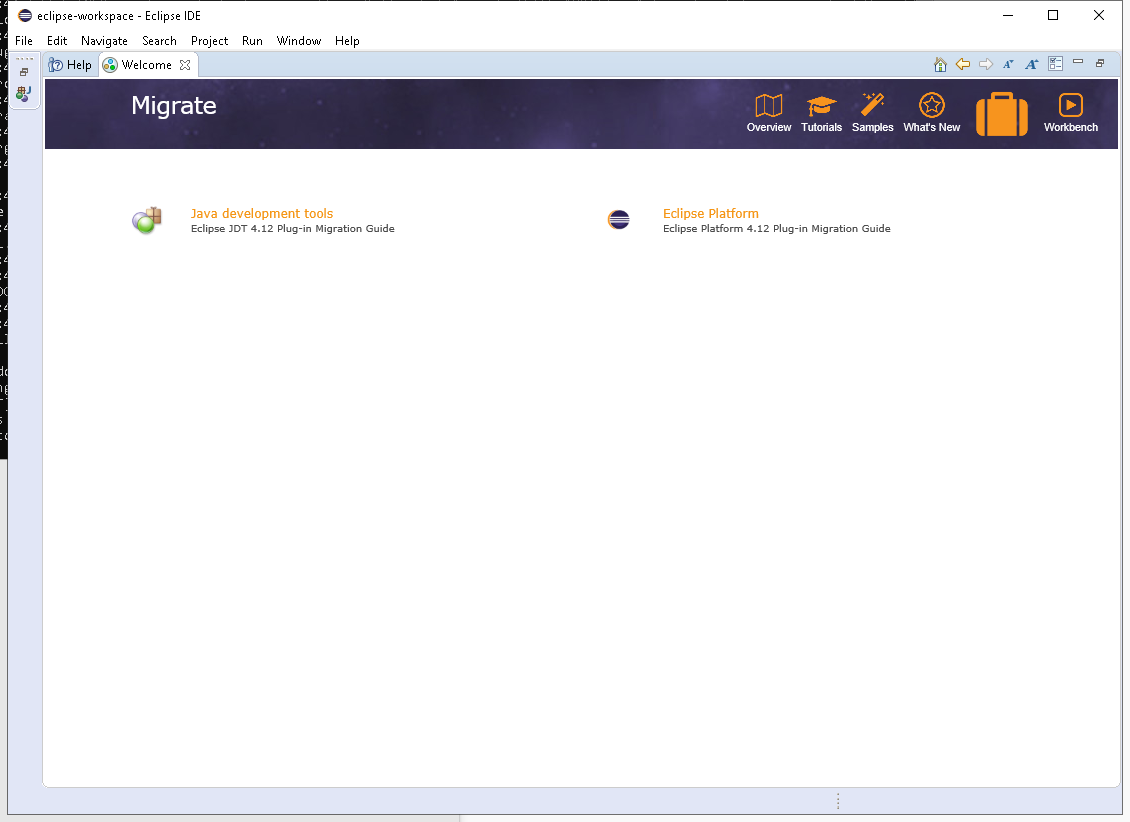 eclipse-workspace - Eclipse IDE
File Edit Navigate Search Project Run Window Help
Help Welcome
Migrate
Overview Tutorials Samples What's New Workbench
Java development tools
Eclipse JDT 4.12 Plug-in Migration Guide
Eclipse Platform
Eclipse Platform 4.12 Plug-in Migration Guide